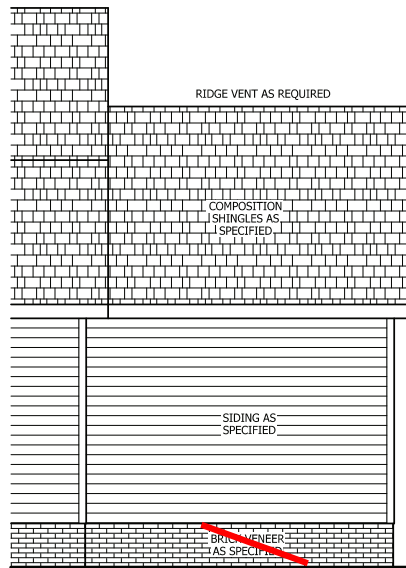 RIDGE VENT AS REQUIRED
COMPOSITION
SHINGLES AS
SPECIFIED
SIDING AS
SPECIFIED
BRICK VENEER
AS SPECIFIED